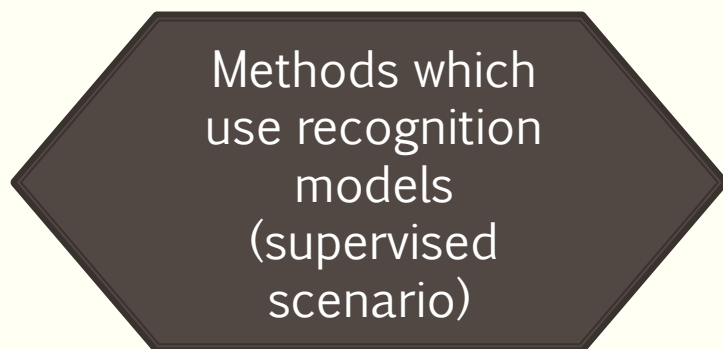 Methods which
use recognition
models
(supervised
scenario)